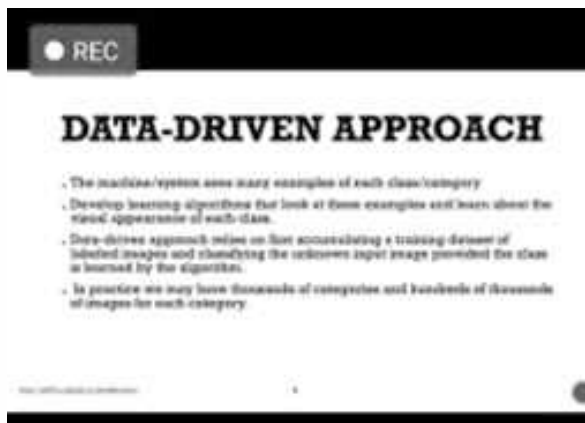 REC
DATA-DRIVEN APPROACH
. The machine/system sees many examples of each class/category
. Develop learning algorithms that look at these examples and learn about the
visual appearance of each class.
. Data-driven approach relies on first accumulating a training dataset of
labeled images and classifying the unknown input image provided the class
is learned by the algorithm.
. In practice we may have thousands of categories and hundreds of thousands
of images for each category.